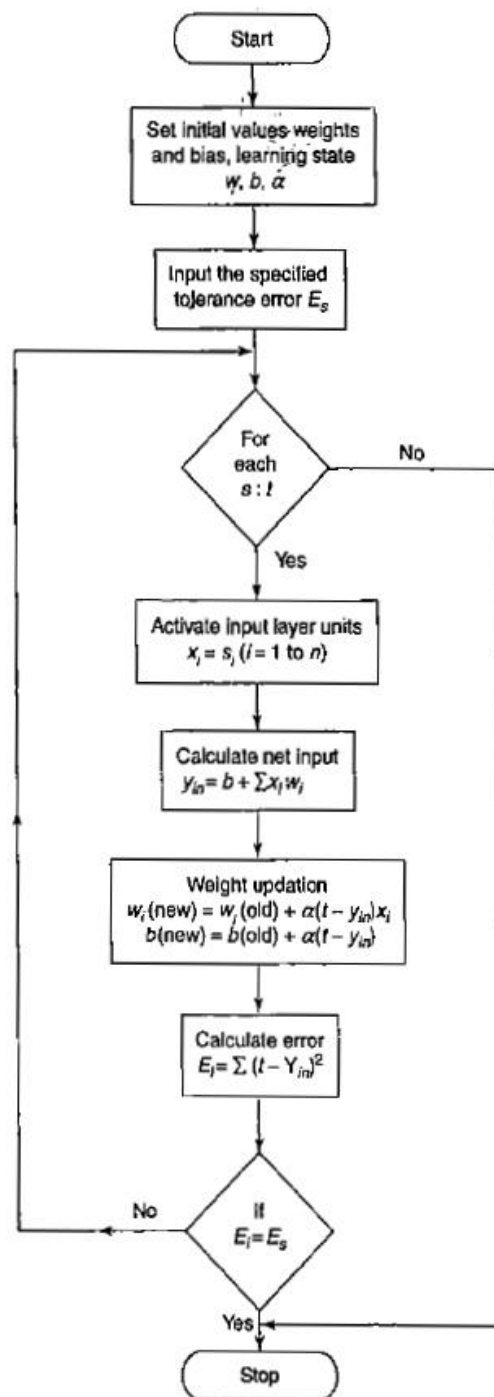 Start
Set initial values-weights
and bias, learning state
w, b, α
Input the specified
tolerance error Es
For
each
s : t
No
Yes
Activate input layer units
xi = si (i = 1 to n)
Calculate net input
yin = b + Σxi wi
Weight updation
wi(new) = wi(old) + α(t – yin)xi
b(new) = b(old) + α(t – yin)
Calculate error
Ei = Σ (t – Yin)²
If
Ei = Es
No
Yes
Stop